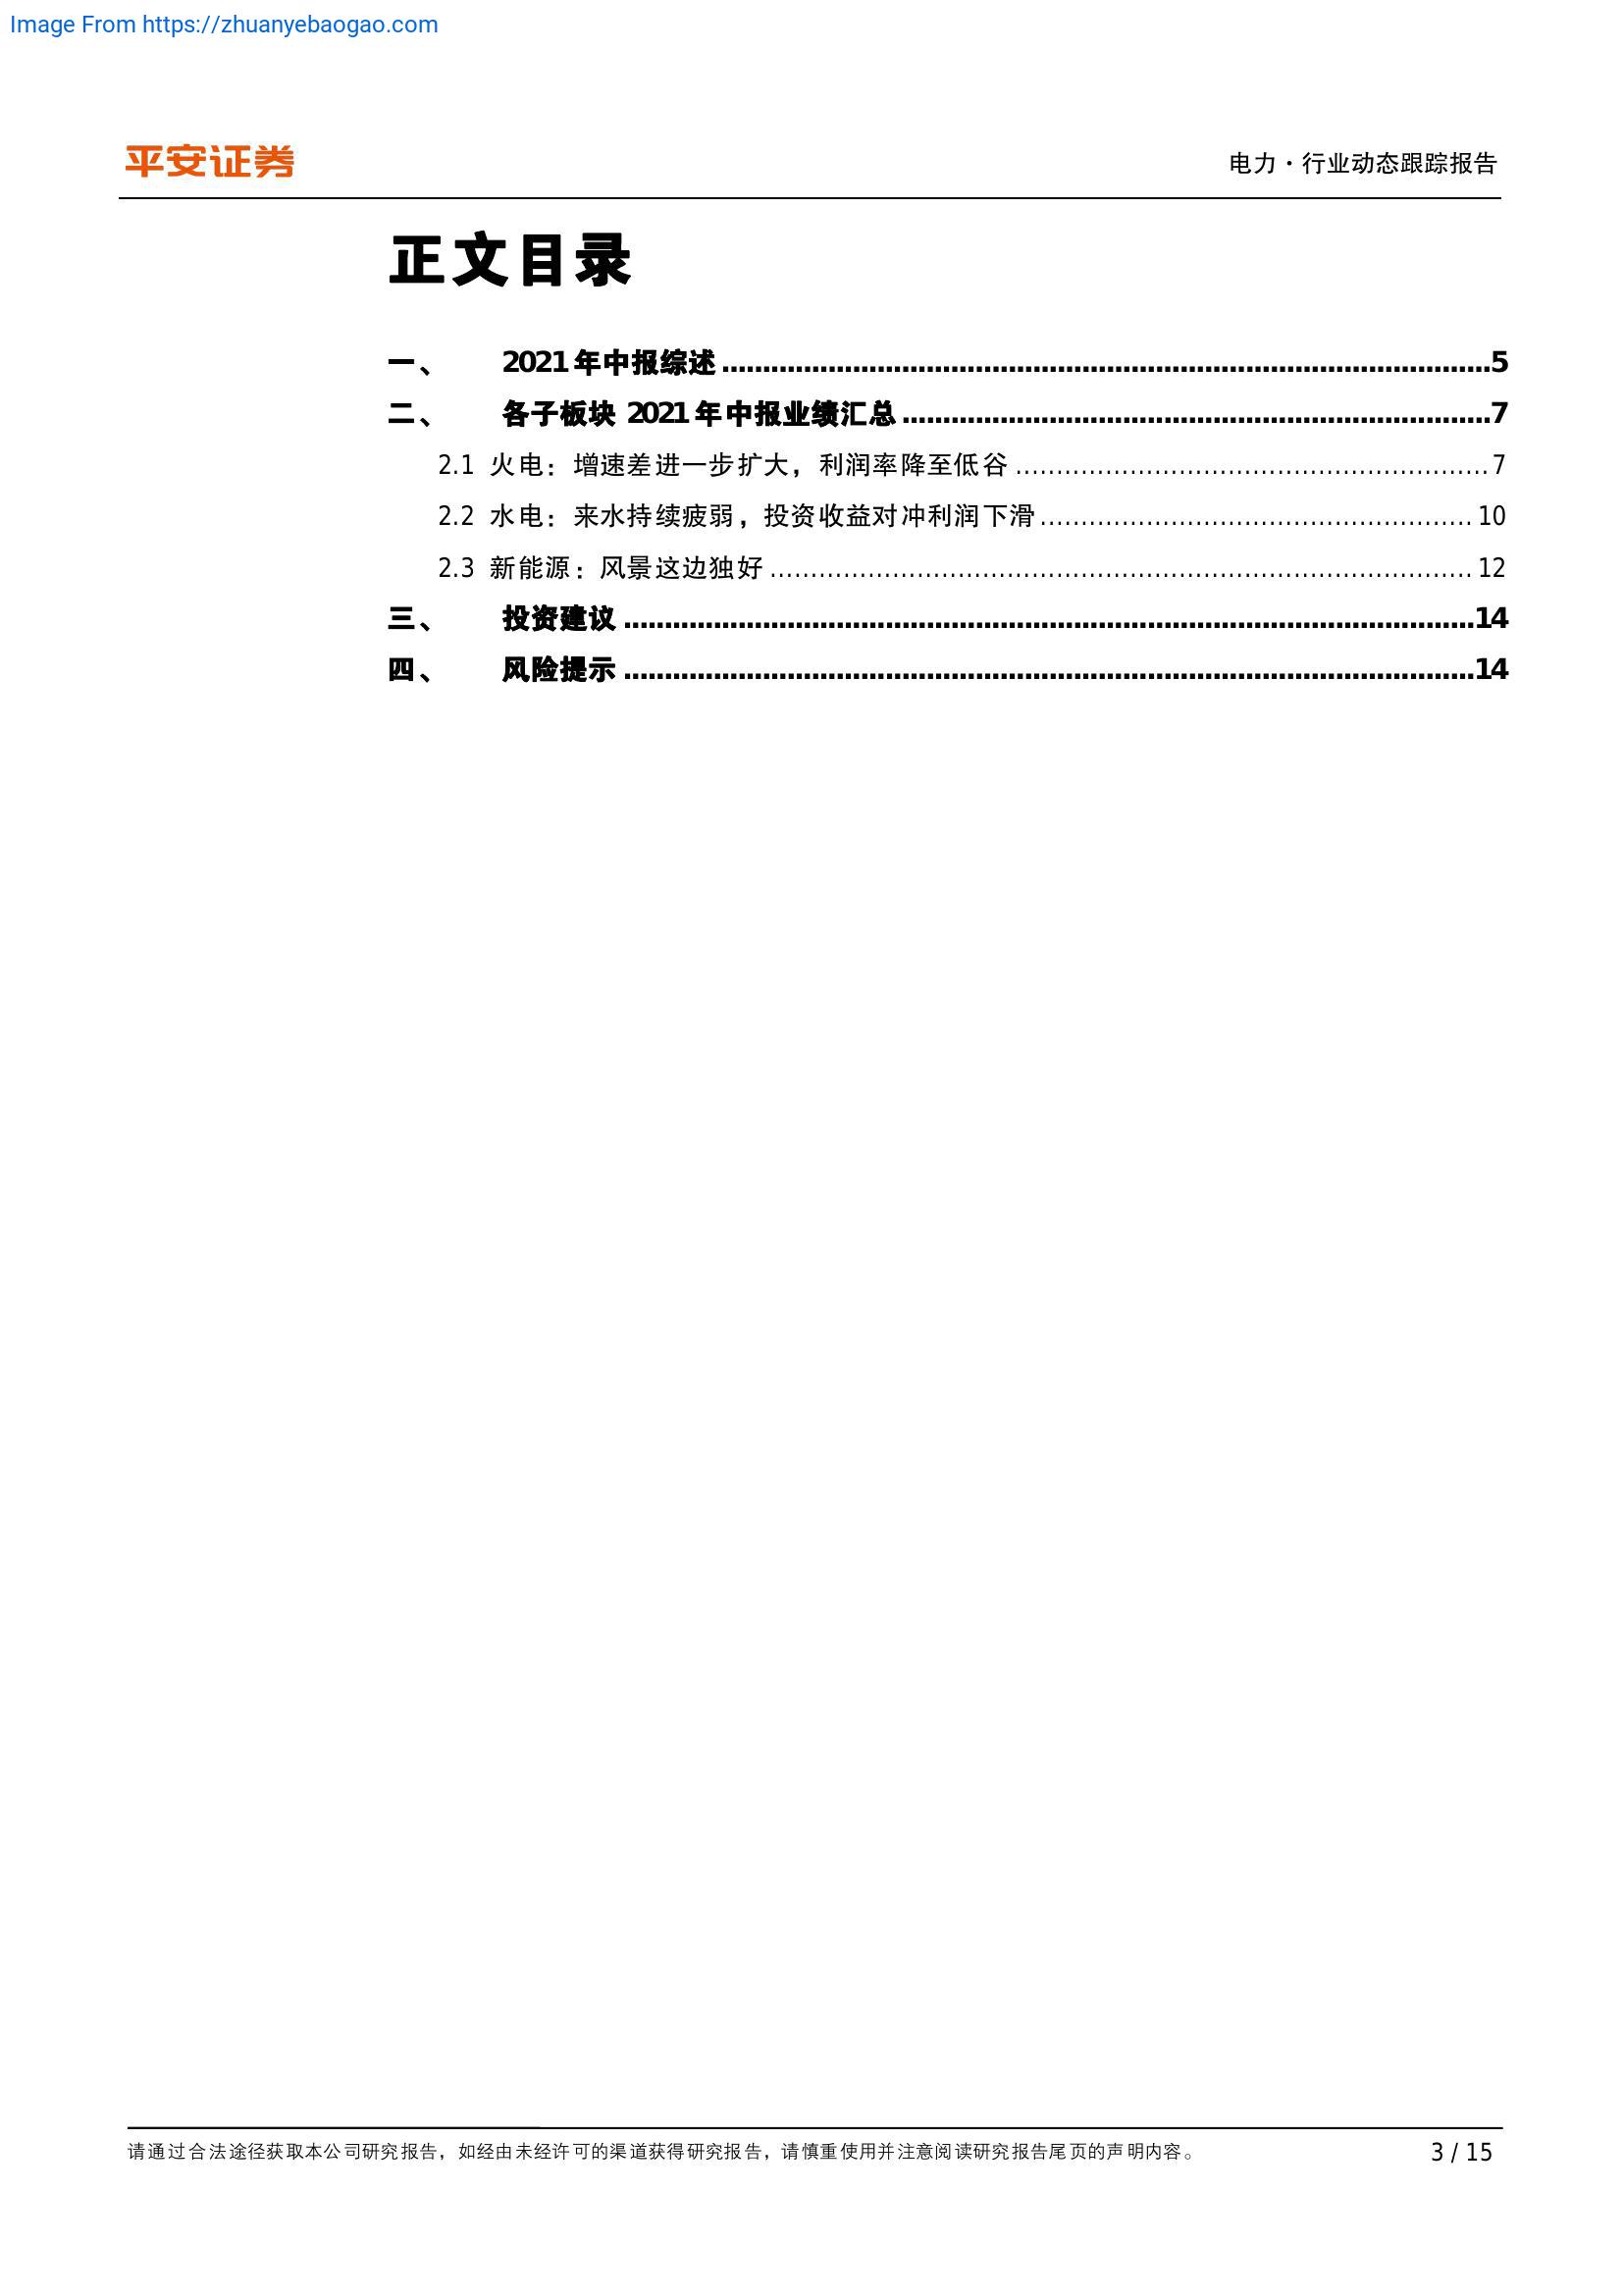 Image From https://zhuanyebaogao.com
平安证券
电力·行业动态跟踪报告
正文目录
一、 2021年中报综述 ........ 5
二、 各子板块 2021年中报业绩汇总 ........ 7
2.1 火电：增速差进一步扩大，利润率降至低谷 ........ 7
2.2 水电：来水持续疲弱，投资收益对冲利润下滑 ........ 10
2.3 新能源：风景这边独好 ........ 12
三、 投资建议 ........ 14
四、 风险提示 ........ 14
请通过合法途径获取本公司研究报告，如经由未经许可的渠道获得研究报告，请慎重使用并注意阅读研究报告尾页的声明内容。
3 / 15